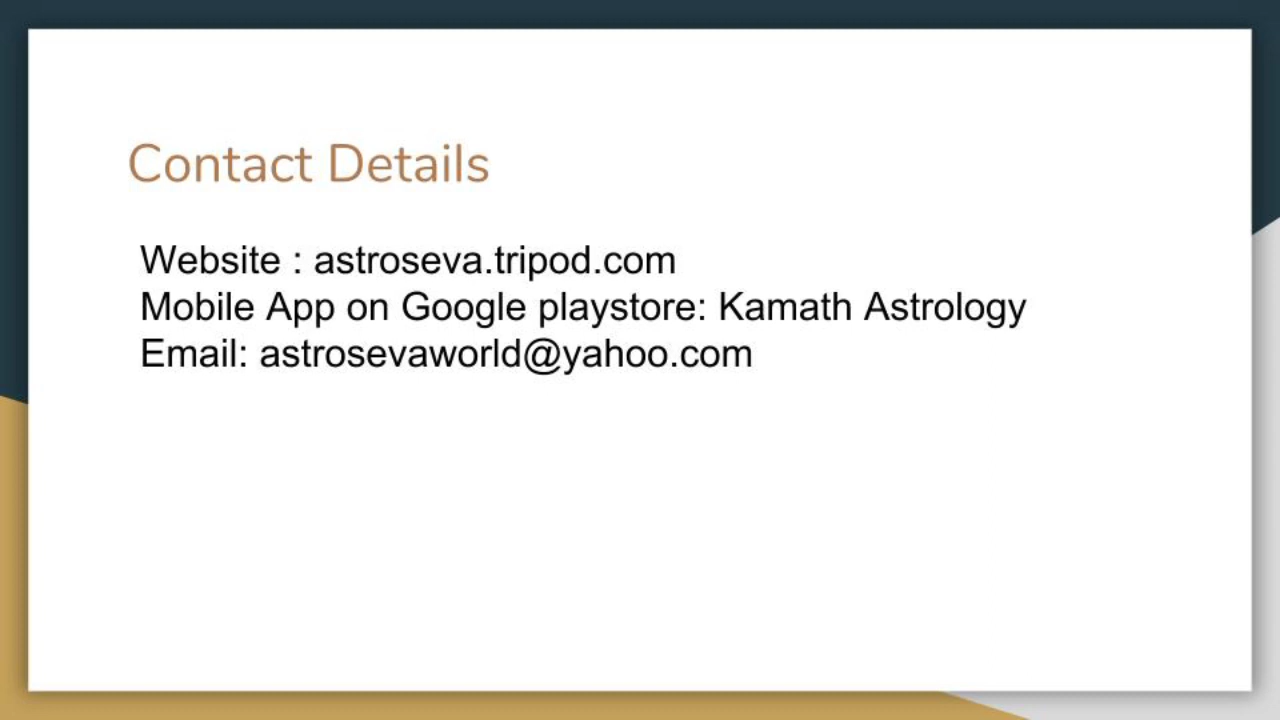 Contact Details
Website : astroseva.tripod.com
Mobile App on Google playstore: Kamath Astrology
Email: astrosevaworld@yahoo.com